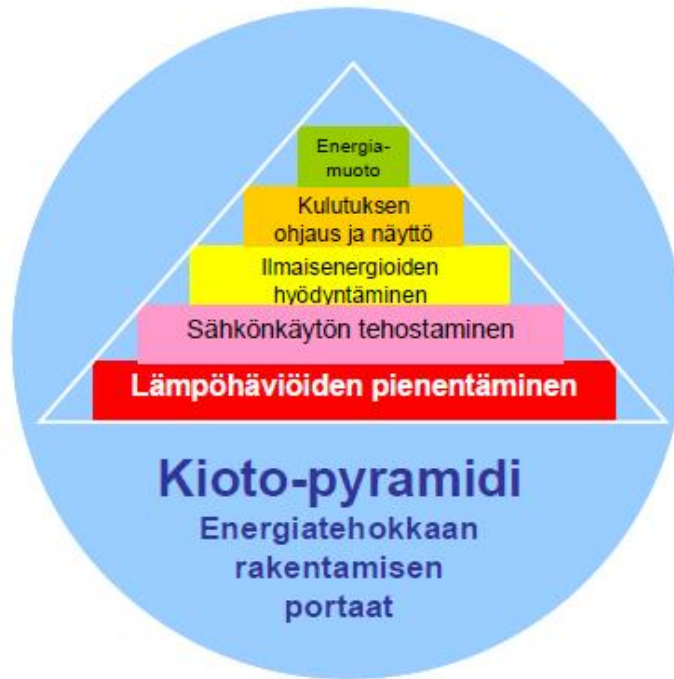 Energia-
muoto
Kulutuksen
ohjaus ja näyttö
Ilmaisenergioiden
hyödyntäminen
Sähkönkäytön tehostaminen
Lämpöhäviöiden pienentäminen
Kioto-pyramidi
Energiatehokkaan
rakentamisen
portaat